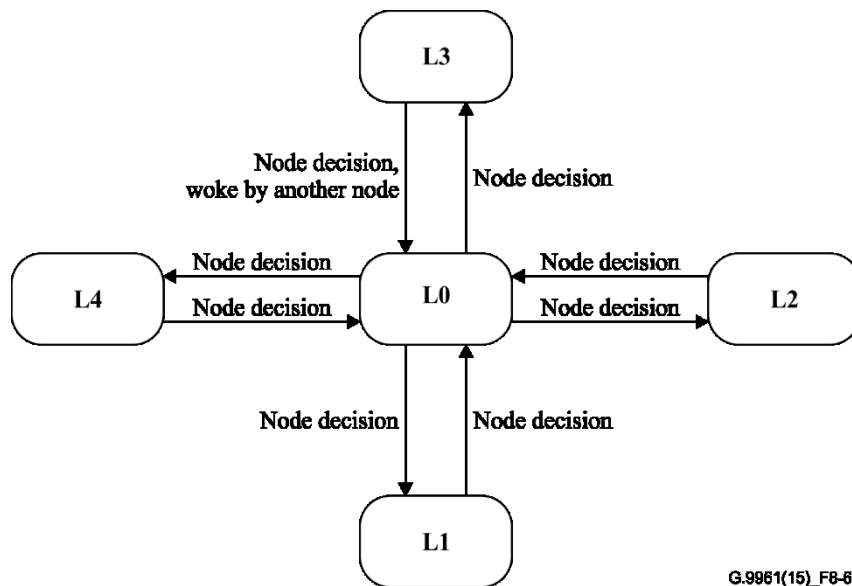 L3
Node decision,
woke by another node
Node decision
Node decision
L0
Node decision
L4
Node decision
Node decision
L2
Node decision
Node decision
L1
G.9961(15)_F8-6